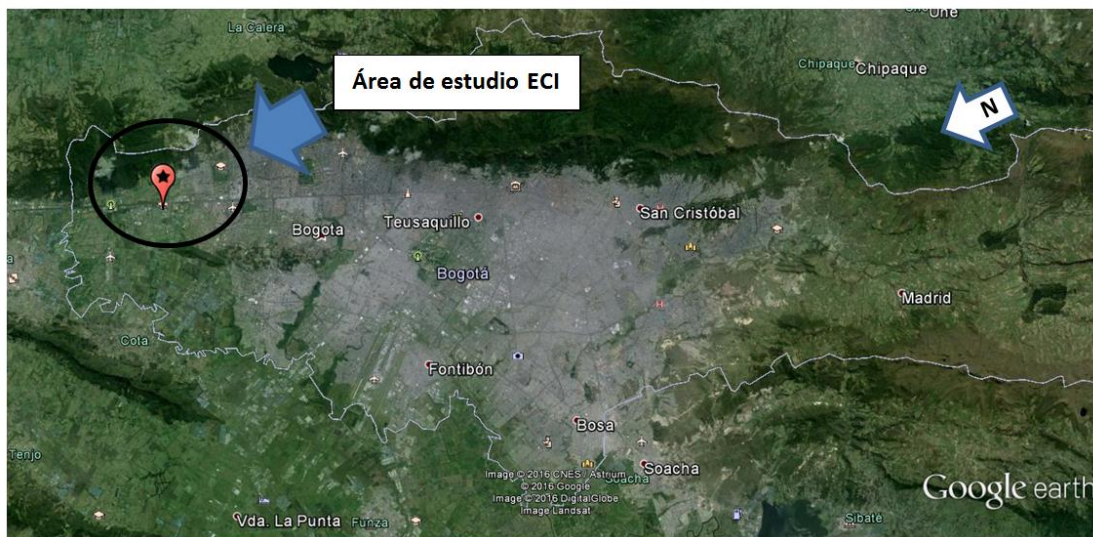 Une
La Calera
Área de estudio ECI
Chipaque
Chipaque
N
San Cristóbal
Teusaquillo
Bogota
Bogotá
Madrid
Cota
Fontibón
Bosa
Tenjo
Soacha
Soacha
Image © 2016 CNES / Astrium
© 2016 Google
Image © 2016 DigitalGlobe
Image Landsat
Google earth
Vda. La Punta
Funza
Sibaté